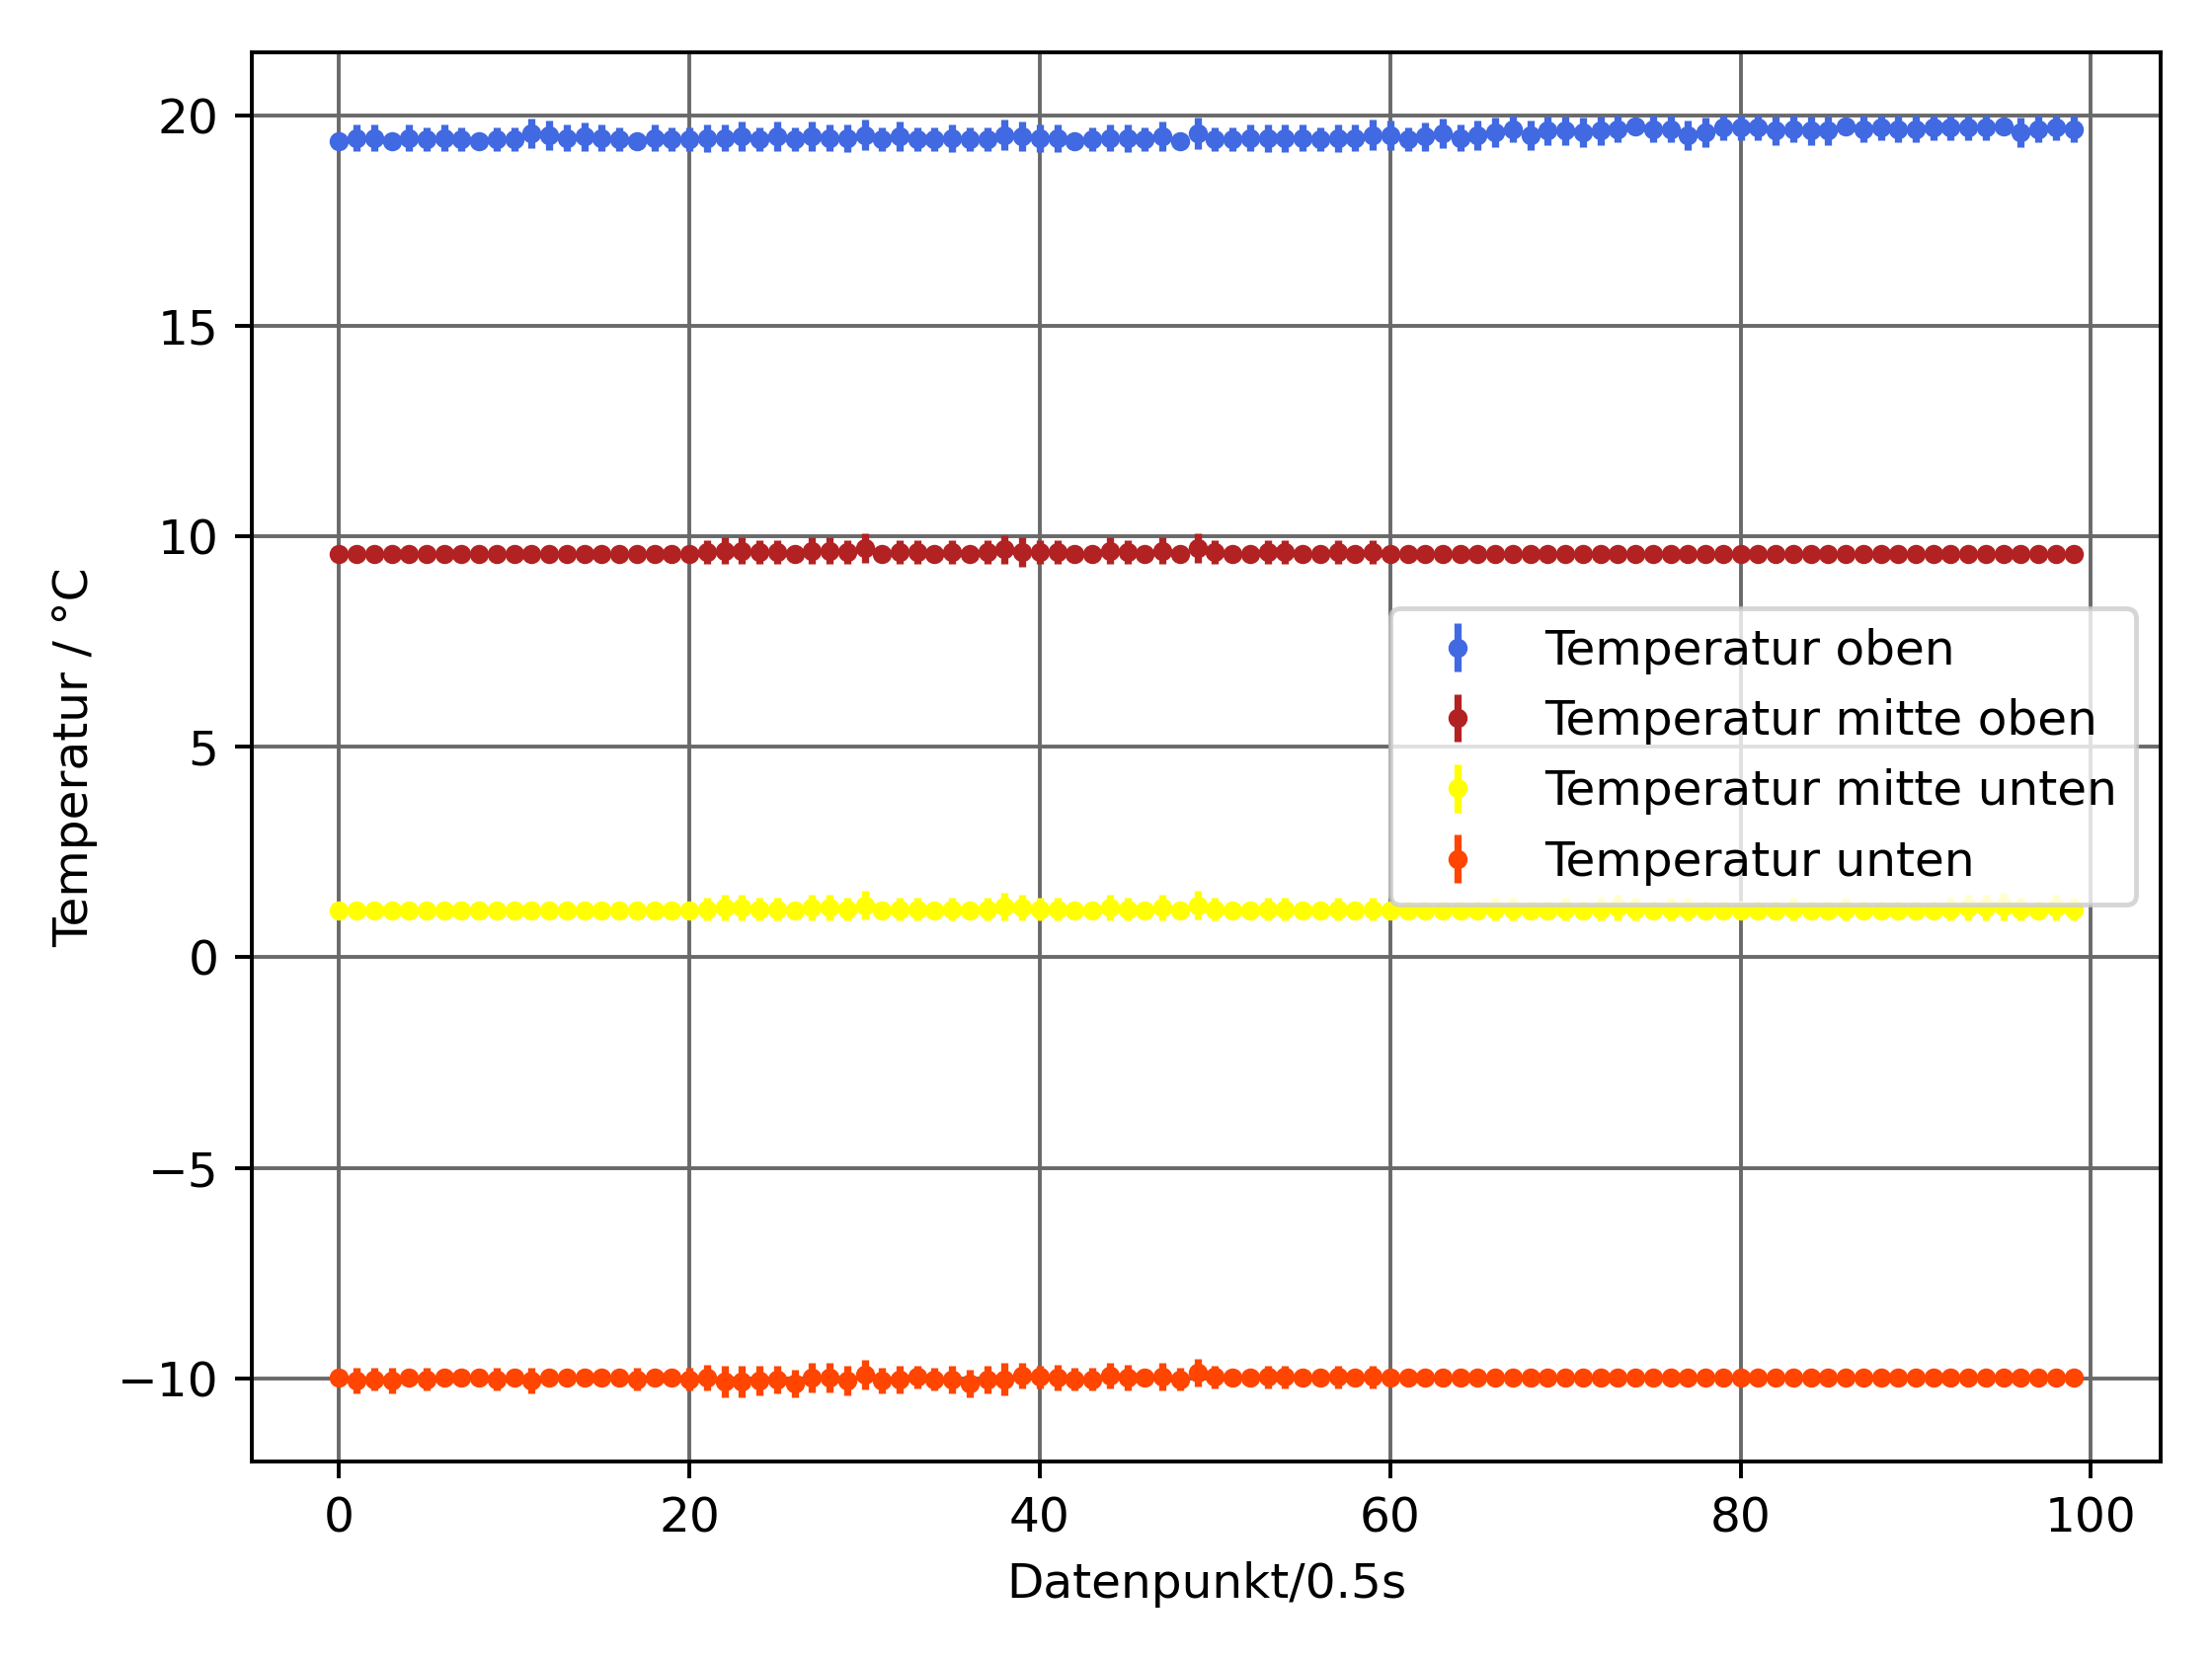 20
15
10
5
0
−5
−10
Temperatur / °C
Temperatur oben
Temperatur mitte oben
Temperatur mitte unten
Temperatur unten
0 20 40 60 80 100
Datenpunkt/0.5s